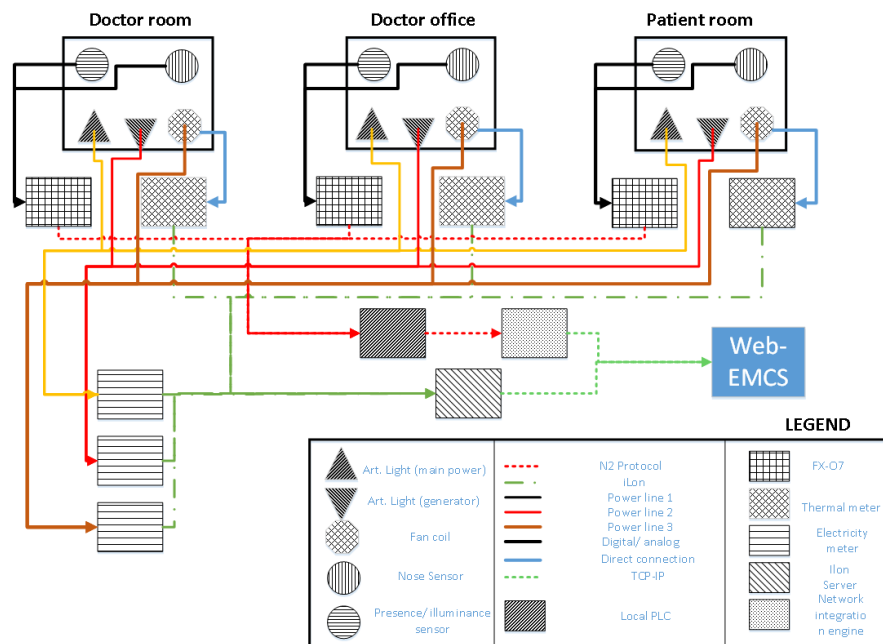 Doctor room
Doctor office
Patient room
Web-
EMCS
LEGEND
Art. Light (main power)
Art. Light (generator)
Fan coil
Nose Sensor
Presence/ illuminance
sensor
N2 Protocol
iLon
Power line 1
Power line 2
Power line 3
Digital/ analog
Direct connection
TCP-IP
Local PLC
FX-07
Thermal meter
Electricity
meter
Ilon
Server
Network
integratio
n engine